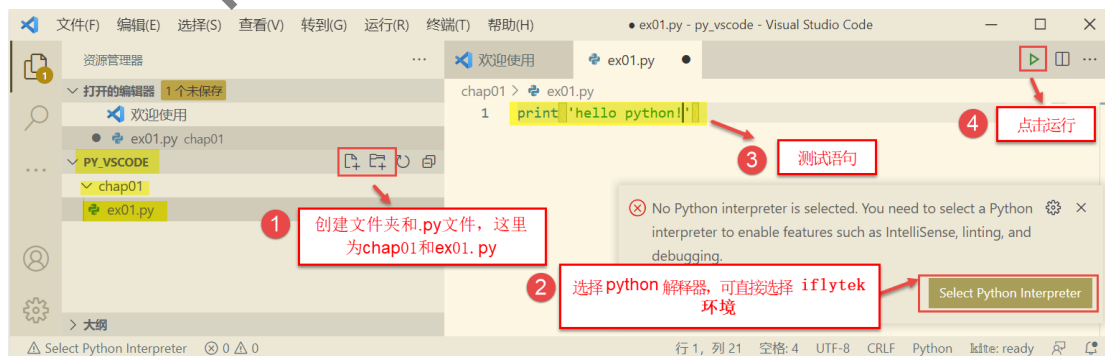 文件(F) 编辑(E) 选择(S) 查看(V) 转到(G) 运行(R) 终端(T) 帮助(H) ● ex01.py - py_vscode - Visual Studio Code
资源管理器 ···
欢迎使用 ex01.py ●
打开的编辑器 1 个未保存
欢迎使用
● ex01.py chap01
PY_VSCODE
chap01
ex01.py
chap01 > ex01.py
1 print('hello python!')
1
创建文件夹和.py文件，这里
为chap01和ex01.py
3 测试语句
4 点击运行
No Python interpreter is selected. You need to select a Python
interpreter to enable features such as IntelliSense, linting, and
debugging.
2 选择 python 解释器，可直接选择 iflytek
环境
Select Python Interpreter
1
大纲
Select Python Interpreter 0 0
行 1，列 21 空格: 4 UTF-8 CRLF Python kite: ready